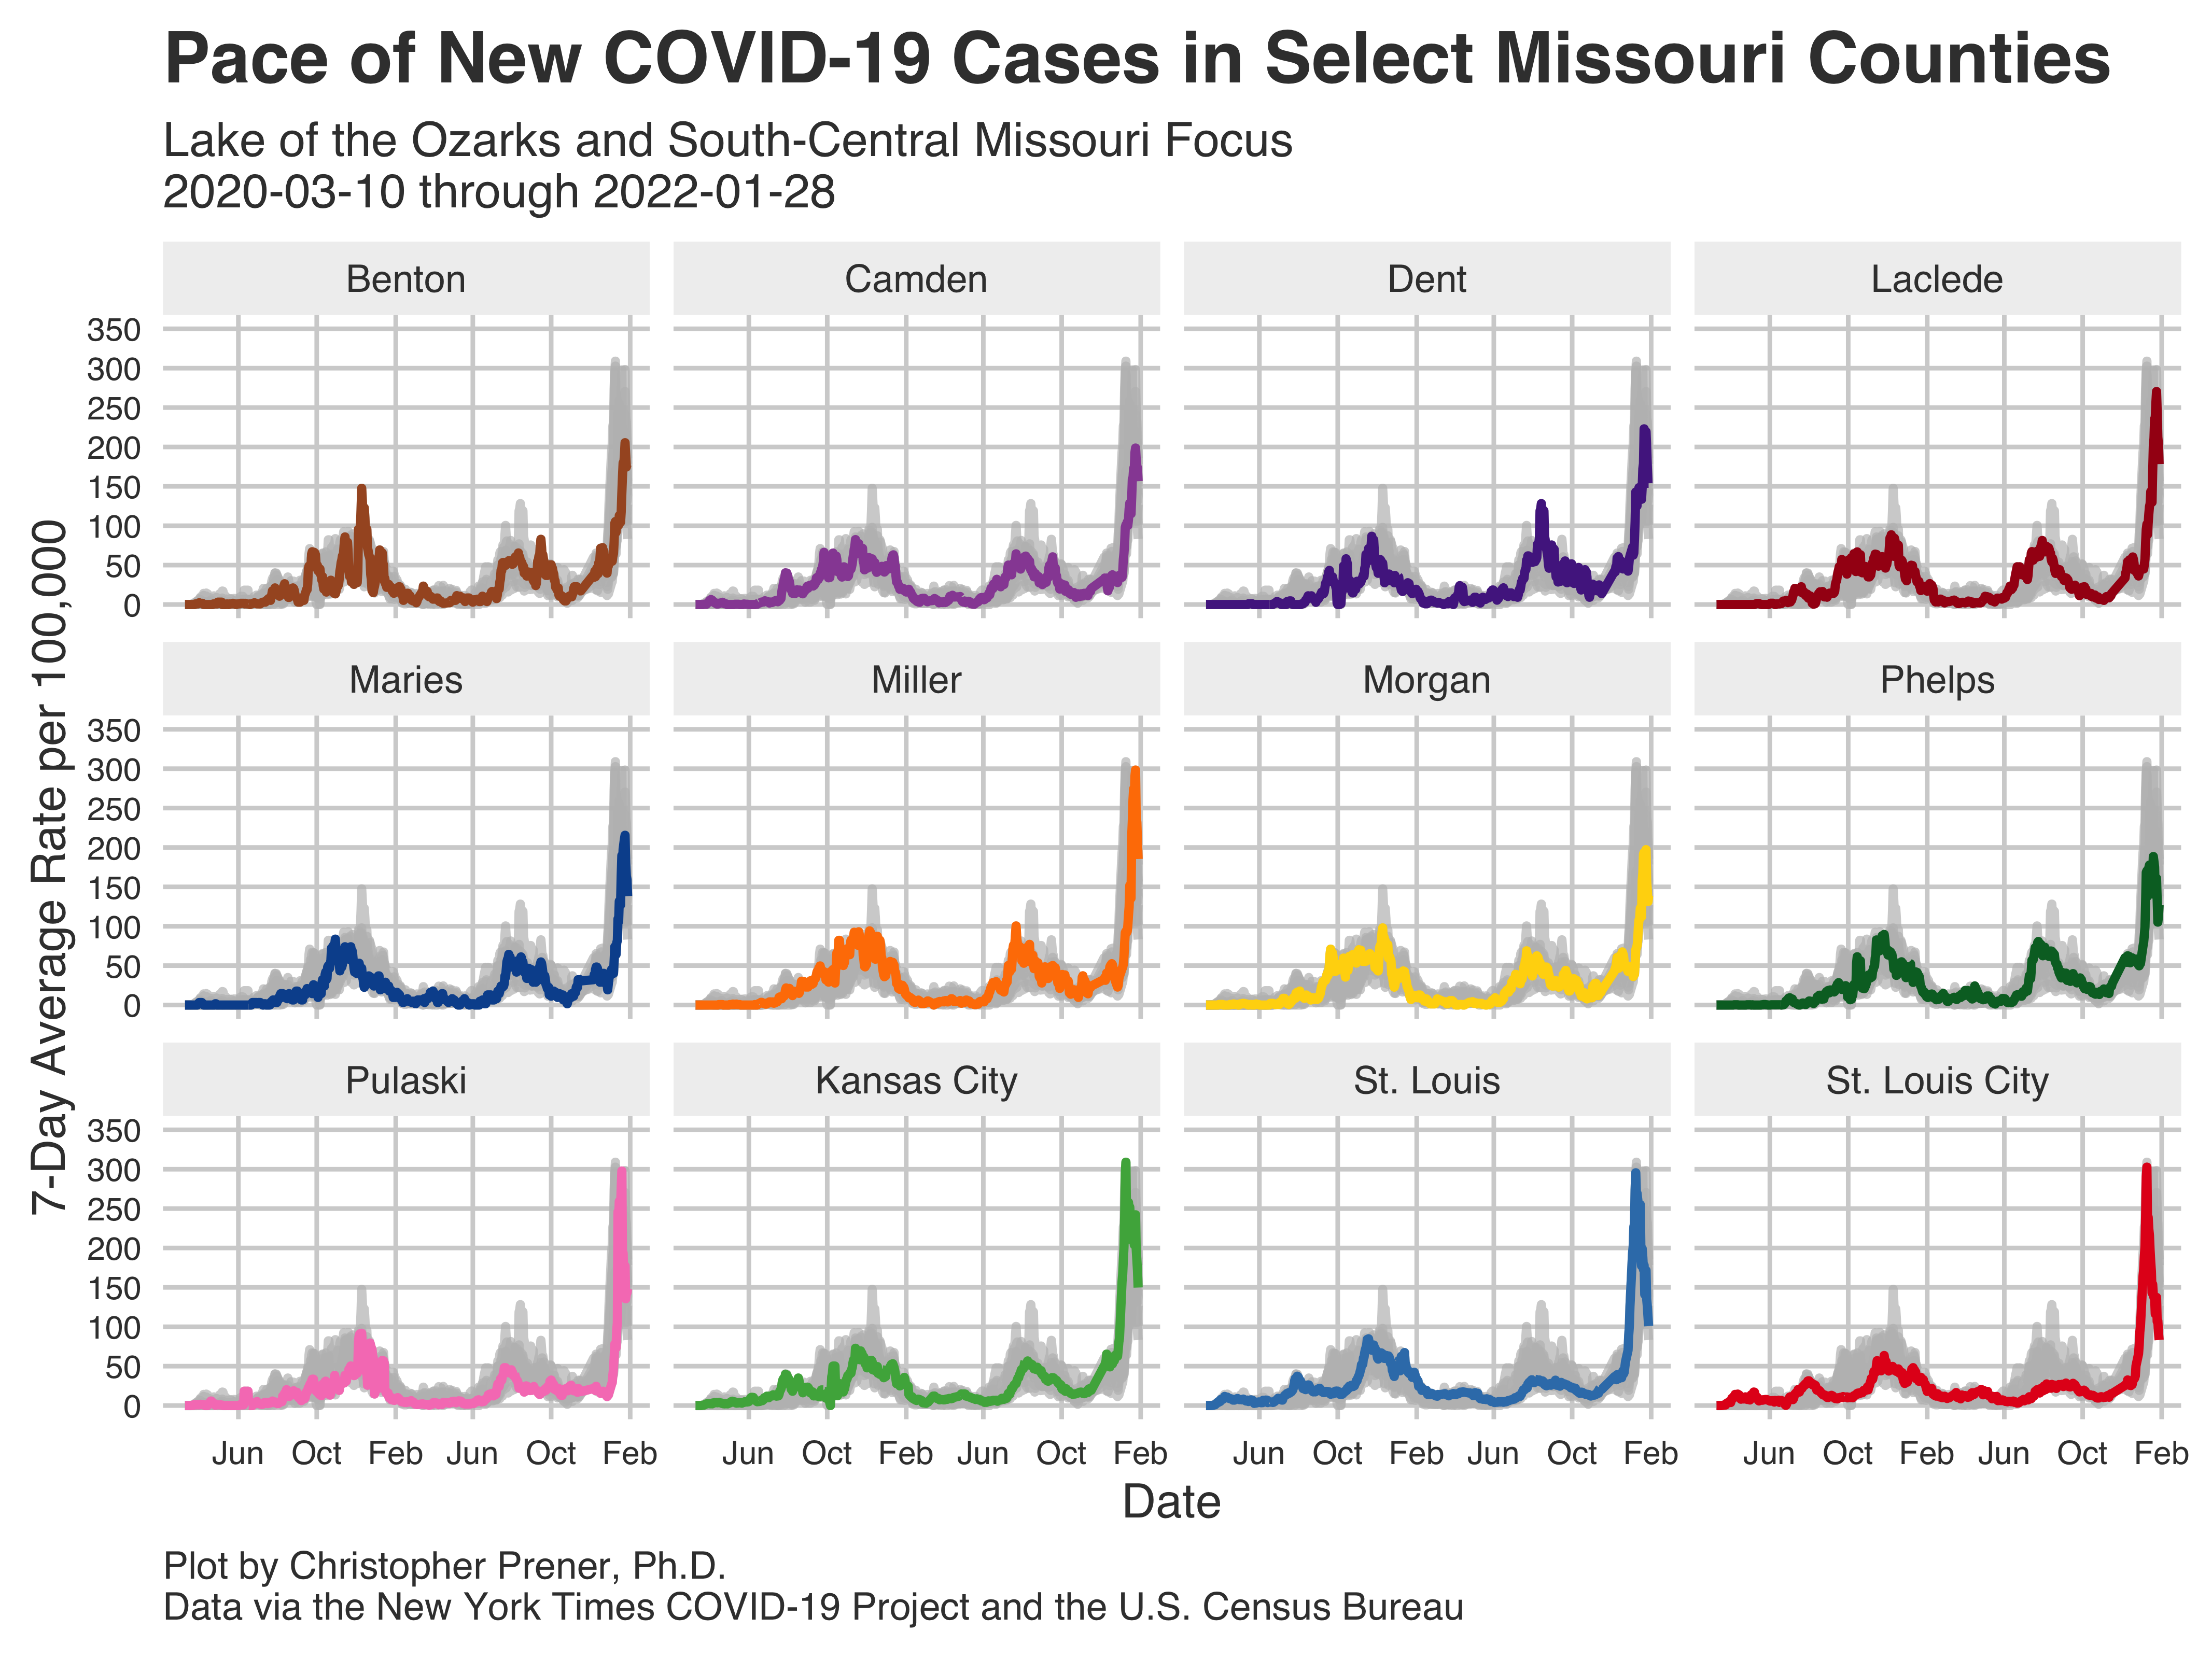 Pace of New COVID-19 Cases in Select Missouri Counties
Lake of the Ozarks and South-Central Missouri Focus
2020-03-10 through 2022-01-28
7-Day Average Rate per 100,000
Benton
Camden
Dent
Laclede
350
300
250
200
150
100
50
0
Maries
Miller
Morgan
Phelps
350
300
250
200
150
100
50
0
Pulaski
Kansas City
St. Louis
St. Louis City
350
300
250
200
150
100
50
0
Jun Oct Feb Jun Oct Feb
Jun Oct Feb Jun Oct Feb
Jun Oct Feb Jun Oct Feb
Jun Oct Feb Jun Oct Feb
Date
Plot by Christopher Prener, Ph.D.
Data via the New York Times COVID-19 Project and the U.S. Census Bureau